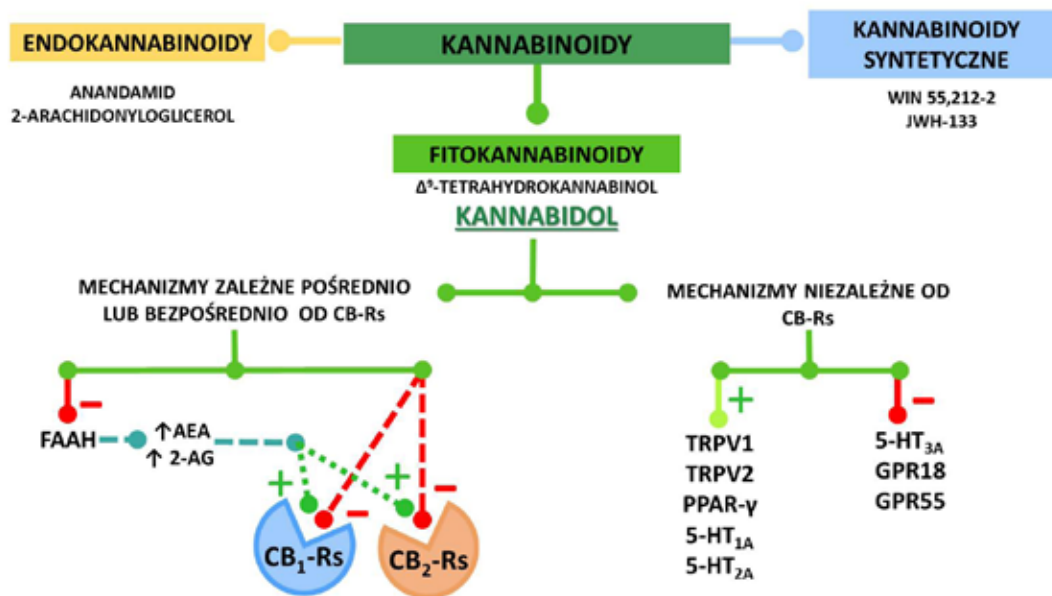 ENDOKANNABINOIDY
ANANDAMID
2-ARACHIDONYLOGLICEROL
KANNABINOIDY
KANNABINOIDY
SYNTETYCZNE
WIN 55,212-2
JWH-133
FITOKANNABINOIDY
Δ⁹-TETRAHYDROKANNABINOL
KANNABIDOL
MECHANIZMY ZALEŻNE POŚREDNIO
LUB BEZPOŚREDNIO OD CB-Rs
−
FAAH
↑AEA
↑ 2-AG
+
−
+
−
CB₁-Rs
CB₂-Rs
MECHANIZMY NIEZALEŻNE OD
CB-Rs
+
TRPV1
TRPV2
PPAR-γ
5-HT₁ₐ
5-HT₂ₐ
−
5-HT₃ₐ
GPR18
GPR55